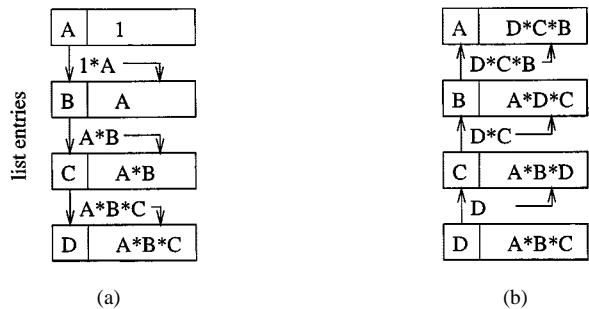 list entries
A 1
1*A
B A
A*B
C A*B
A*B*C
D A*B*C
(a)
A D*C*B
D*C*B
B A*D*C
D*C
C A*B*D
D
D A*B*C
(b)